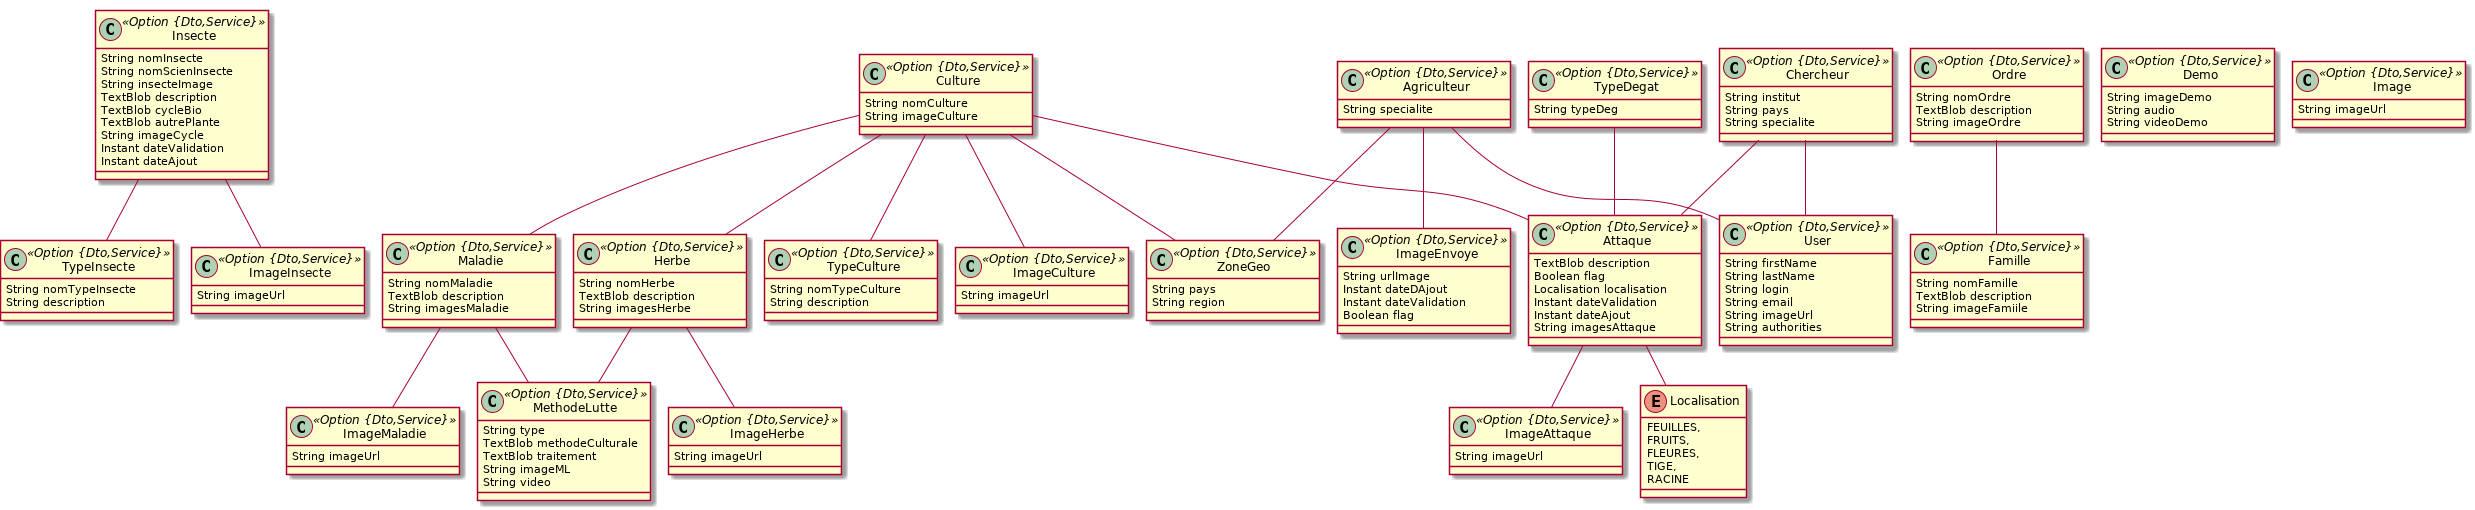 C «Option {Dto,Service}»
Insecte
String nomInsecte
String nomScienInsecte
String insecteImage
TextBlob description
TextBlob cycleBio
TextBlob autrePlante
String imageCycle
Instant dateValidation
Instant dateAjout
C «Option {Dto,Service}»
Culture
String nomCulture
String imageCulture
C «Option {Dto,Service}»
Agriculteur
String specialite
C «Option {Dto,Service}»
TypeDegat
String typeDeg
C «Option {Dto,Service}»
Chercheur
String institut
String pays
String specialite
C «Option {Dto,Service}»
Ordre
String nomOrdre
TextBlob description
String imageOrdre
C «Option {Dto,Service}»
Demo
String imageDemo
String audio
String videoDemo
C «Option {Dto,Service}»
Image
String imageUrl
C «Option {Dto,Service}»
TypeInsecte
String nomTypeInsecte
String description
C «Option {Dto,Service}»
ImageInsecte
String imageUrl
C «Option {Dto,Service}»
Maladie
String nomMaladie
TextBlob description
String imagesMaladie
C «Option {Dto,Service}»
Herbe
String nomHerbe
TextBlob description
String imagesHerbe
C «Option {Dto,Service}»
TypeCulture
String nomTypeCulture
String description
C «Option {Dto,Service}»
ImageCulture
String imageUrl
C «Option {Dto,Service}»
ZoneGeo
String pays
String region
C «Option {Dto,Service}»
ImageEnvoye
String urlImage
Instant dateDAjout
Instant dateValidation
Boolean flag
C «Option {Dto,Service}»
Attaque
TextBlob description
Boolean flag
Localisation localisation
Instant dateValidation
Instant dateAjout
String imagesAttaque
C «Option {Dto,Service}»
User
String firstName
String lastName
String login
String email
String imageUrl
String authorities
C «Option {Dto,Service}»
Famille
String nomFamille
TextBlob description
String imageFamiile
C «Option {Dto,Service}»
ImageMaladie
String imageUrl
C «Option {Dto,Service}»
MethodeLutte
String type
TextBlob methodeCulturale
TextBlob traitement
String imageML
String video
C «Option {Dto,Service}»
ImageHerbe
String imageUrl
C «Option {Dto,Service}»
ImageAttaque
String imageUrl
E Localisation
FEUILLES,
FRUITS,
FLEURES,
TIGE,
RACINE